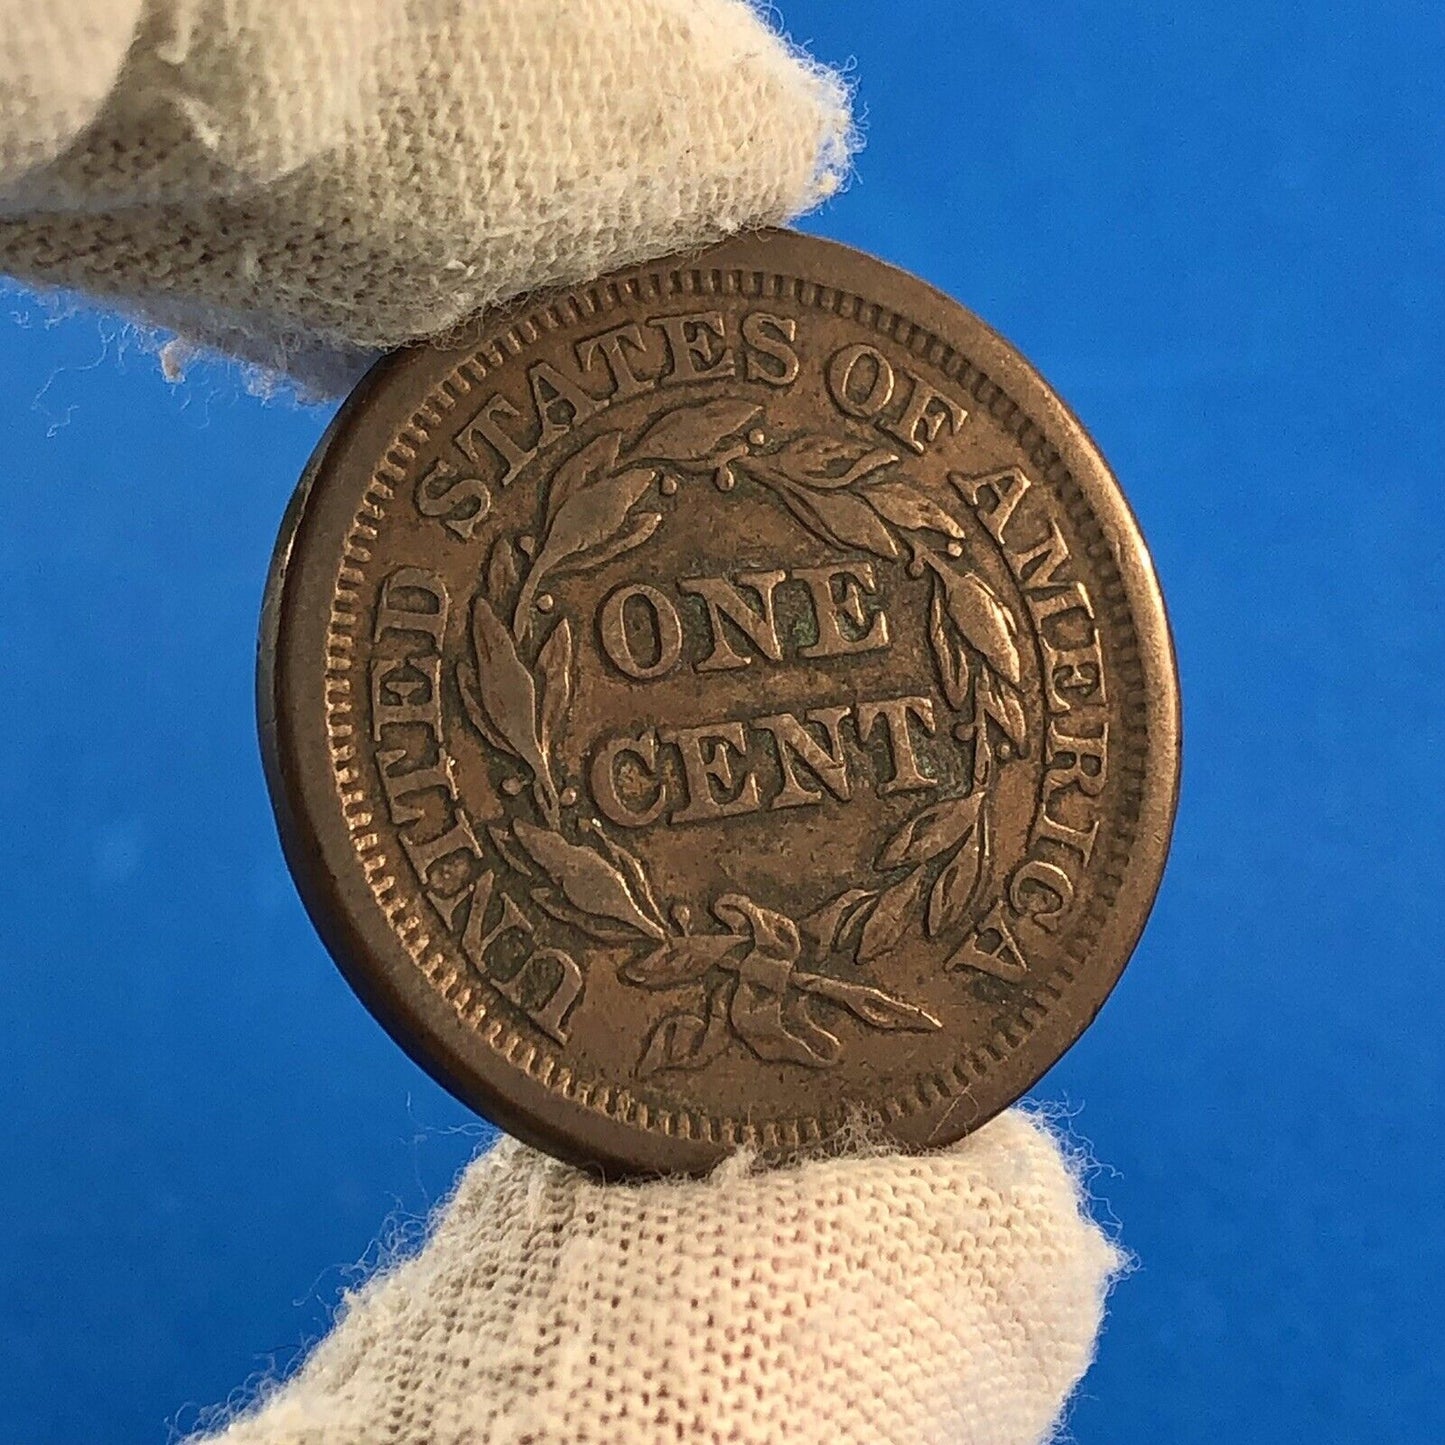 UNITED STATES OF AMERICA
ONE
CENT